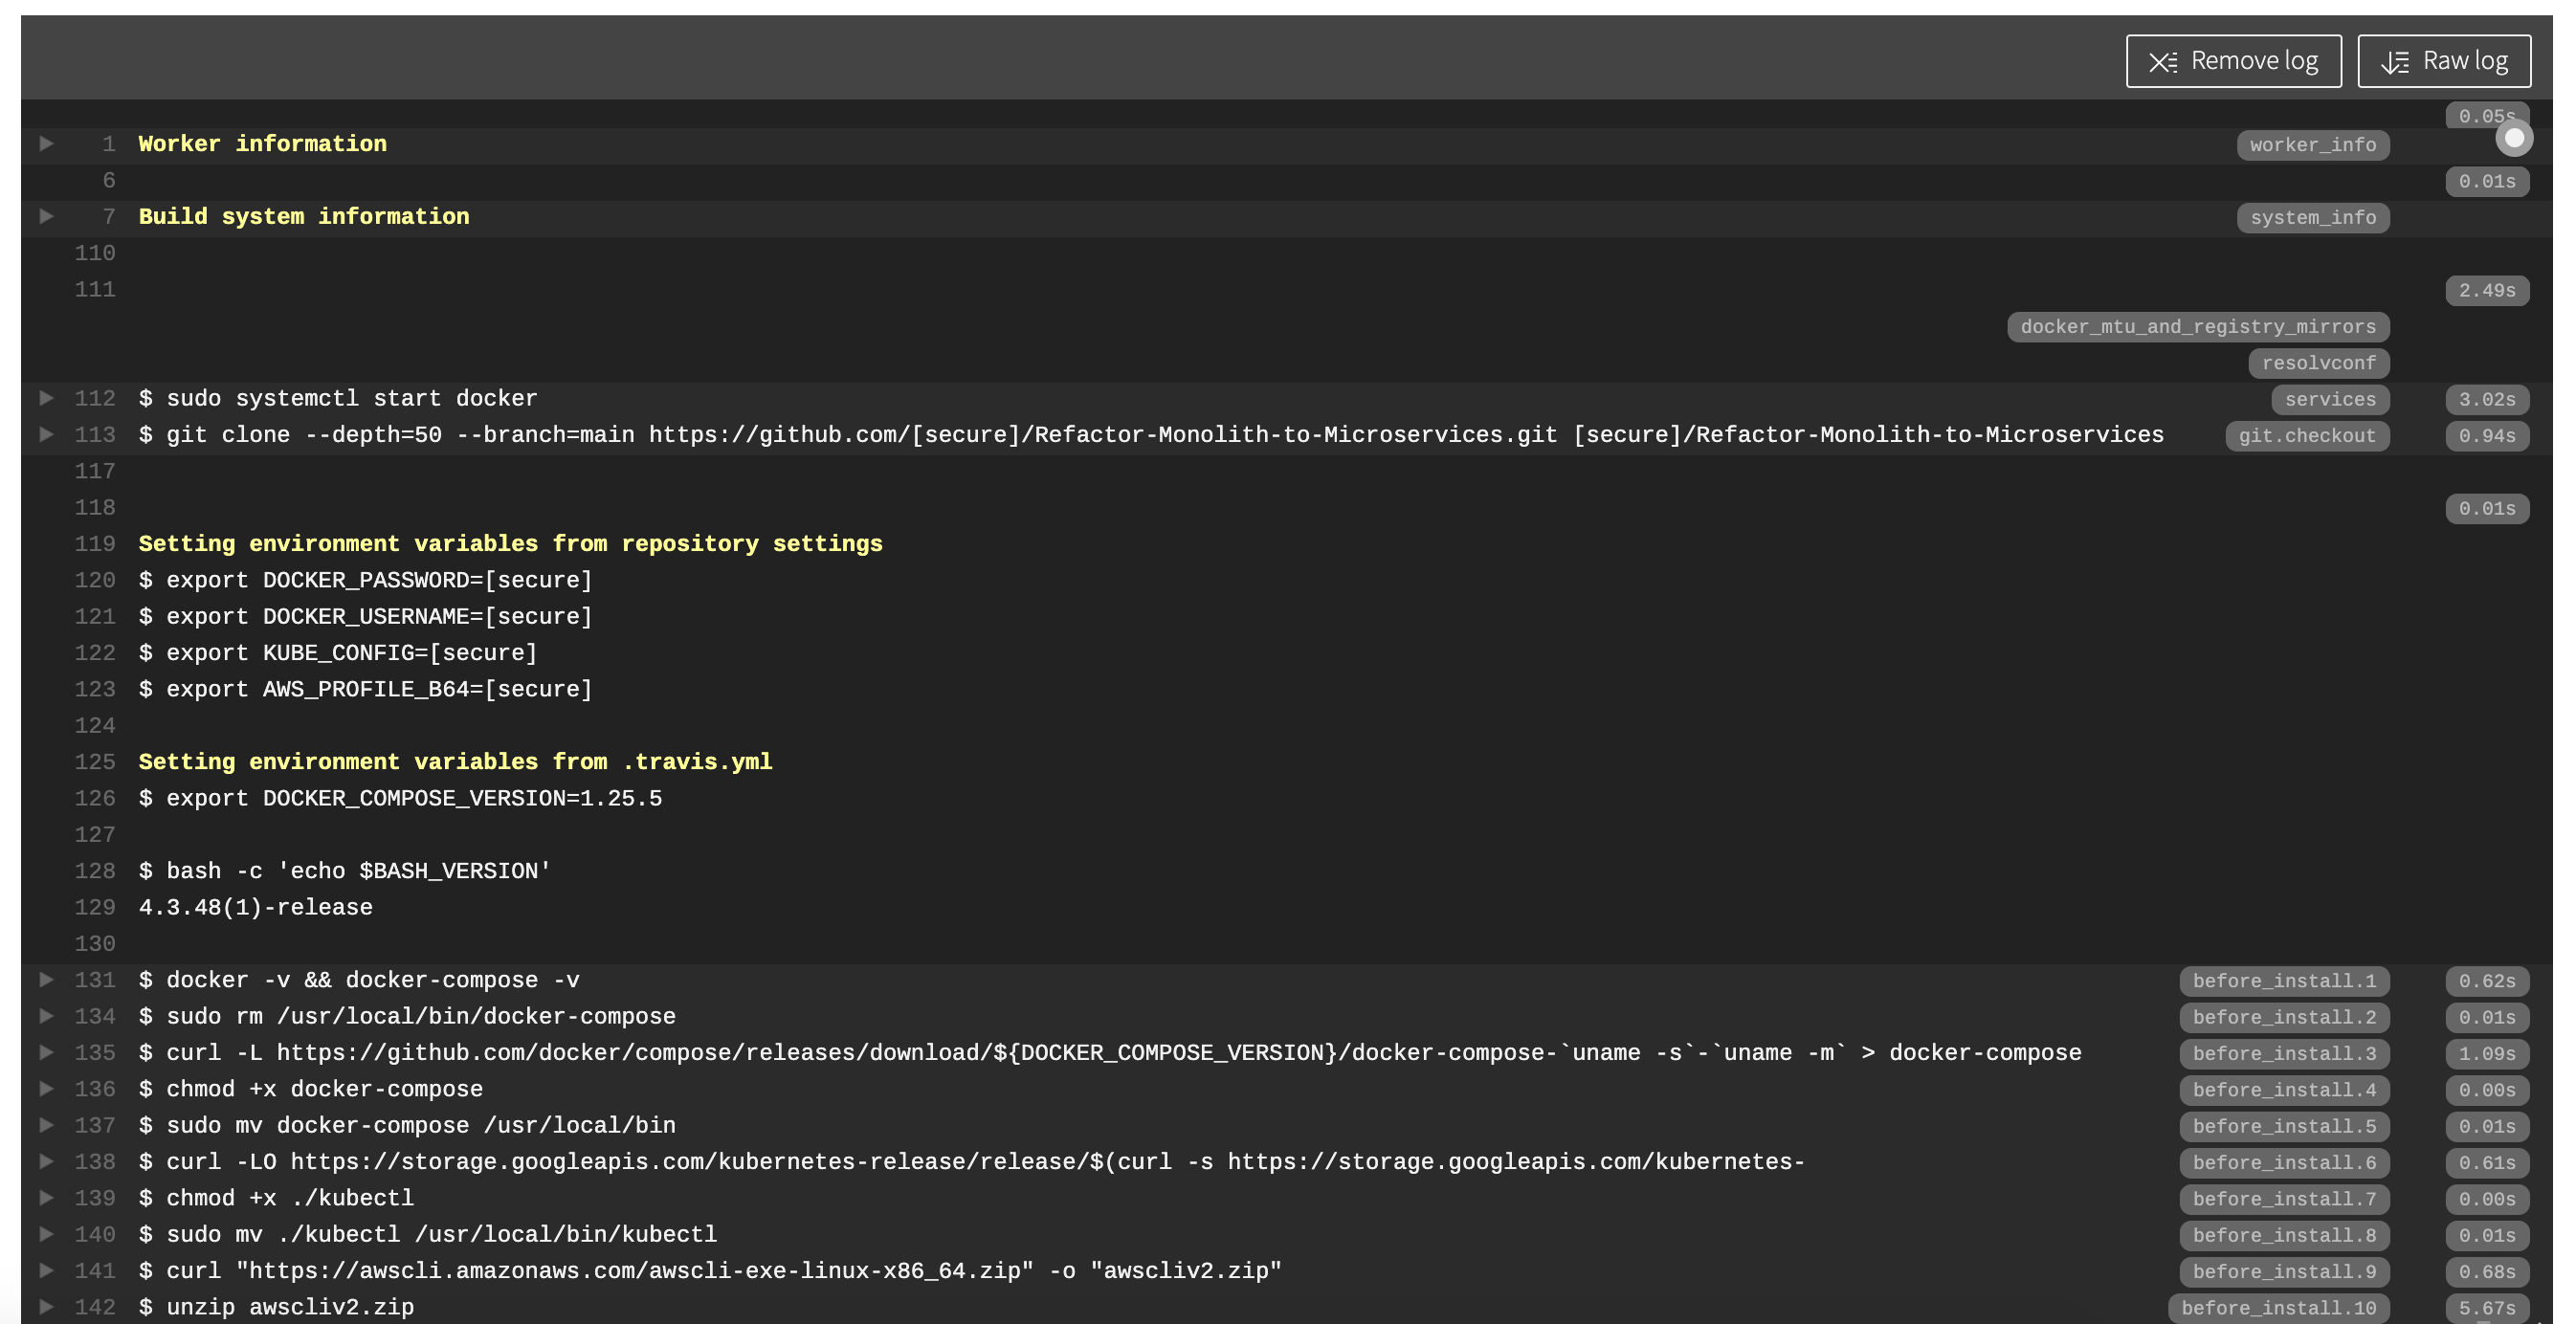 Remove log Raw log
0.05s
1 Worker information worker_info
6 0.01s
7 Build system information system_info
110
111 2.49s
docker_mtu_and_registry_mirrors
resolvconf
112 $ sudo systemctl start docker services 3.02s
113 $ git clone --depth=50 --branch=main https://github.com/[secure]/Refactor-Monolith-to-Microservices.git [secure]/Refactor-Monolith-to-Microservices git.checkout 0.94s
117
118 0.01s
119 Setting environment variables from repository settings
120 $ export DOCKER_PASSWORD=[secure]
121 $ export DOCKER_USERNAME=[secure]
122 $ export KUBE_CONFIG=[secure]
123 $ export AWS_PROFILE_B64=[secure]
124
125 Setting environment variables from .travis.yml
126 $ export DOCKER_COMPOSE_VERSION=1.25.5
127
128 $ bash -c 'echo $BASH_VERSION'
129 4.3.48(1)-release
130
131 $ docker -v && docker-compose -v before_install.1 0.62s
134 $ sudo rm /usr/local/bin/docker-compose before_install.2 0.01s
135 $ curl -L https://github.com/docker/compose/releases/download/${DOCKER_COMPOSE_VERSION}/docker-compose-`uname -s`-`uname -m` > docker-compose before_install.3 1.09s
136 $ chmod +x docker-compose before_install.4 0.00s
137 $ sudo mv docker-compose /usr/local/bin before_install.5 0.01s
138 $ curl -LO https://storage.googleapis.com/kubernetes-release/release/$(curl -s https://storage.googleapis.com/kubernetes- before_install.6 0.61s
139 $ chmod +x ./kubectl before_install.7 0.00s
140 $ sudo mv ./kubectl /usr/local/bin/kubectl before_install.8 0.01s
141 $ curl "https://awscli.amazonaws.com/awscli-exe-linux-x86_64.zip" -o "awscliv2.zip" before_install.9 0.68s
142 $ unzip awscliv2.zip before_install.10 5.67s